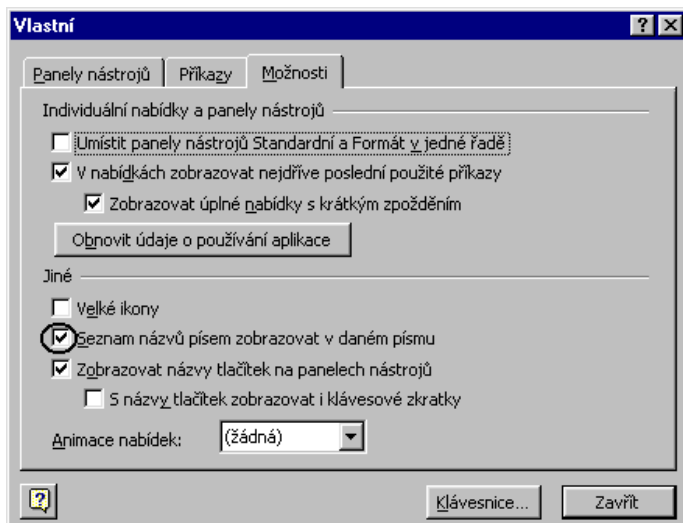 Vlastní
Panely nástrojů Příkazy Možnosti
Individuální nabídky a panely nástrojů
Umístit panely nástrojů Standardní a Formát v jedné řadě
V nabídkách zobrazovat nejdříve poslední použité příkazy
Zobrazovat úplné nabídky s krátkým zpožděním
Obnovit údaje o používání aplikace
Jiné
Velké ikony
Seznam názvů písem zobrazovat v daném písmu
Zobrazovat názvy tlačítek na panelech nástrojů
S názvy tlačítek zobrazovat i klávesové zkratky
Animace nabídek: (žádná)
Klávesnice... Zavřít